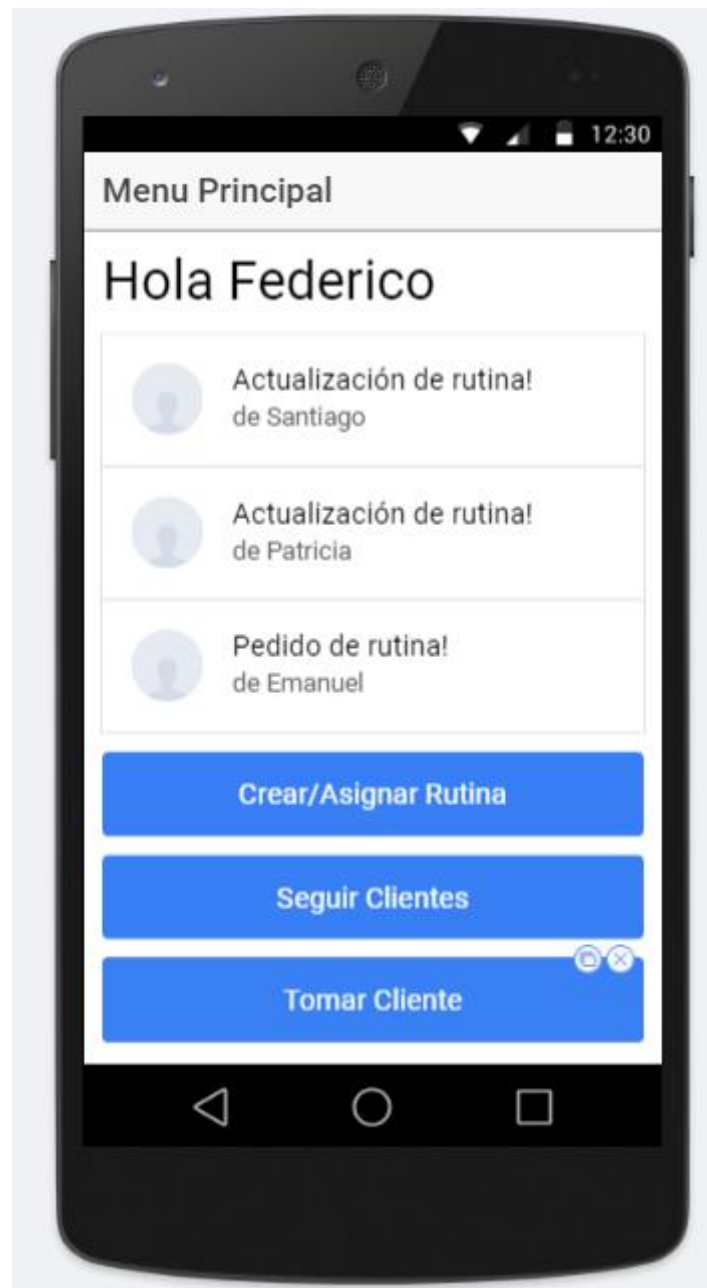 12:30
Menu Principal
Hola Federico
Actualización de rutina!
de Santiago
Actualización de rutina!
de Patricia
Pedido de rutina!
de Emanuel
Crear/Asignar Rutina
Seguir Clientes
Tomar Cliente